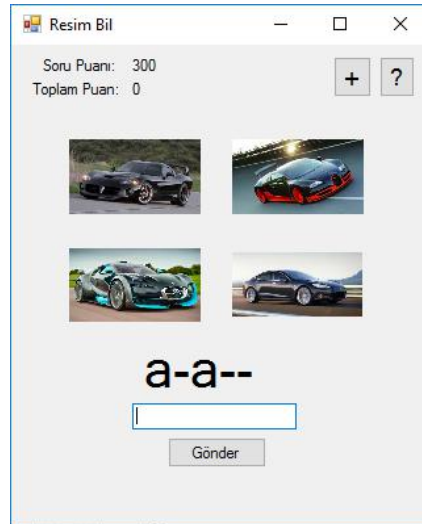 Resim Bil
Soru Puanı: 300
Toplam Puan: 0
+ ?
a-a--
Gönder